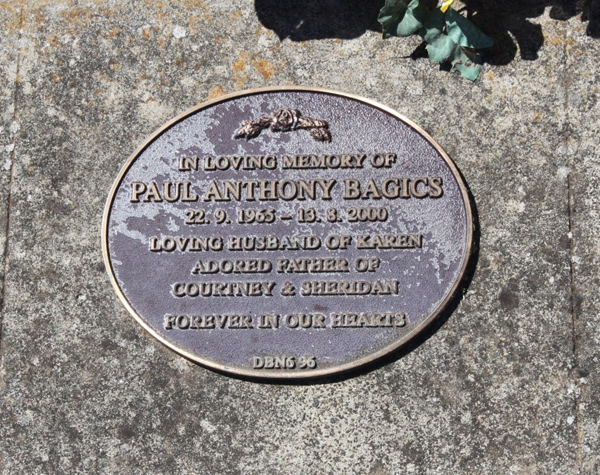 IN LOVING MEMORY OF
PAUL ANTHONY BAGICS
22. 9. 1965 – 13. 8. 2000
LOVING HUSBAND OF KAREN
ADORED FATHER OF
COURTNEY & SHERIDAN
FOREVER IN OUR HEARTS
DBN6 96